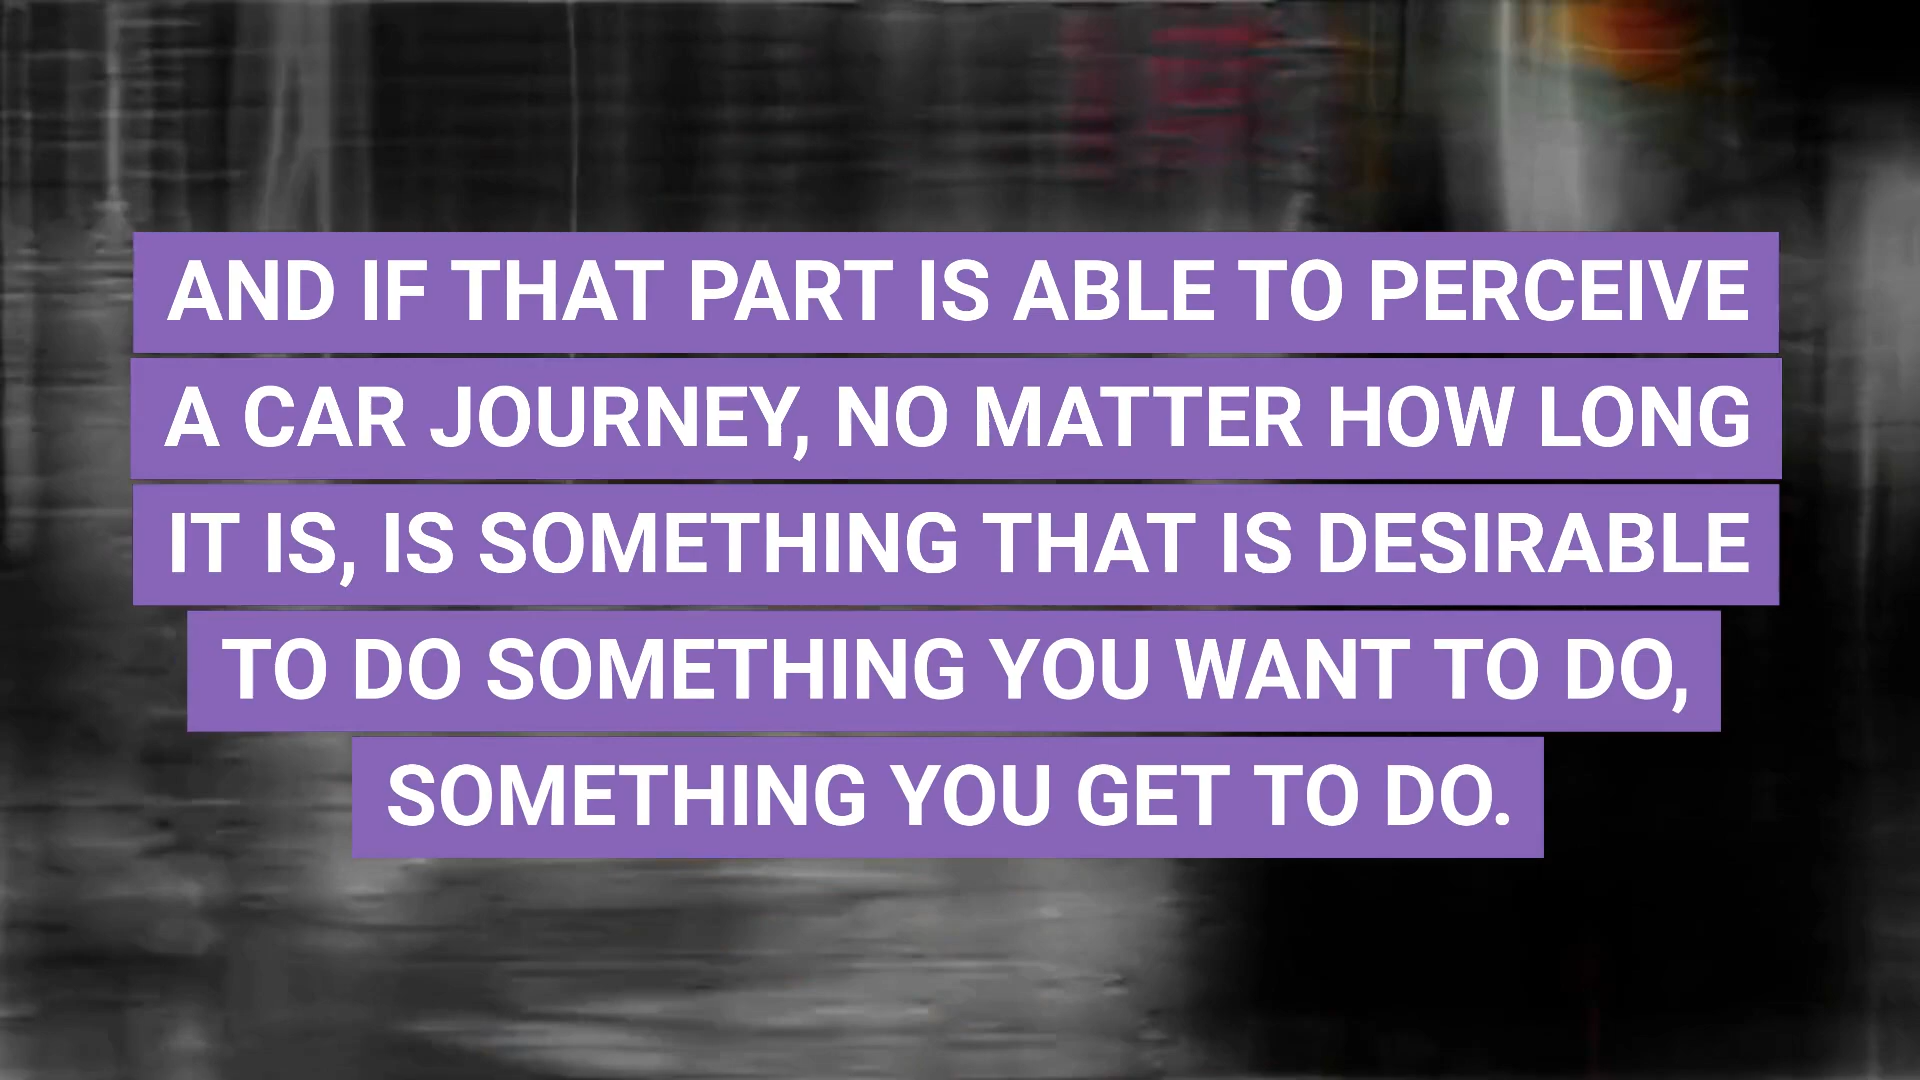 AND IF THAT PART IS ABLE TO PERCEIVE
A CAR JOURNEY, NO MATTER HOW LONG
IT IS, IS SOMETHING THAT IS DESIRABLE
TO DO SOMETHING YOU WANT TO DO,
SOMETHING YOU GET TO DO.